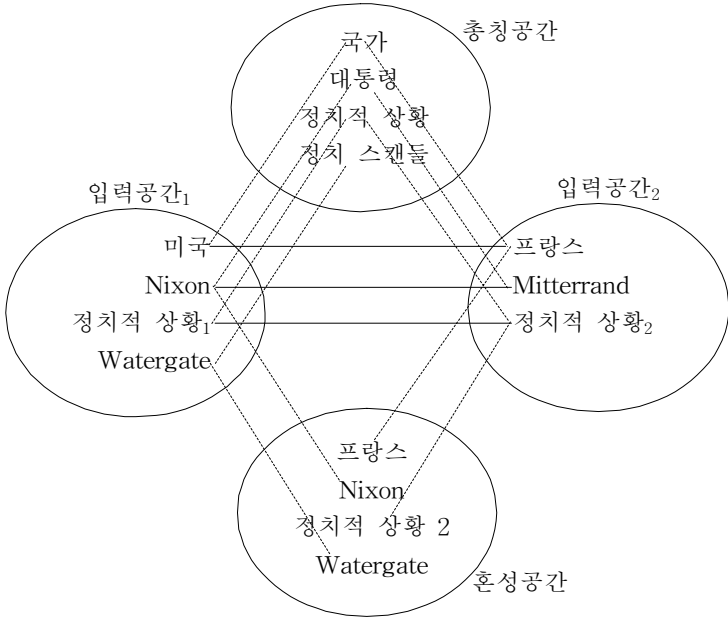 총칭공간
국가
대통령
정치적 상황
정치 스캔들
입력공간₁
입력공간₂
미국
프랑스
Nixon
Mitterrand
정치적 상황₁
정치적 상황₂
Watergate
프랑스
Nixon
정치적 상황 2
Watergate
혼성공간